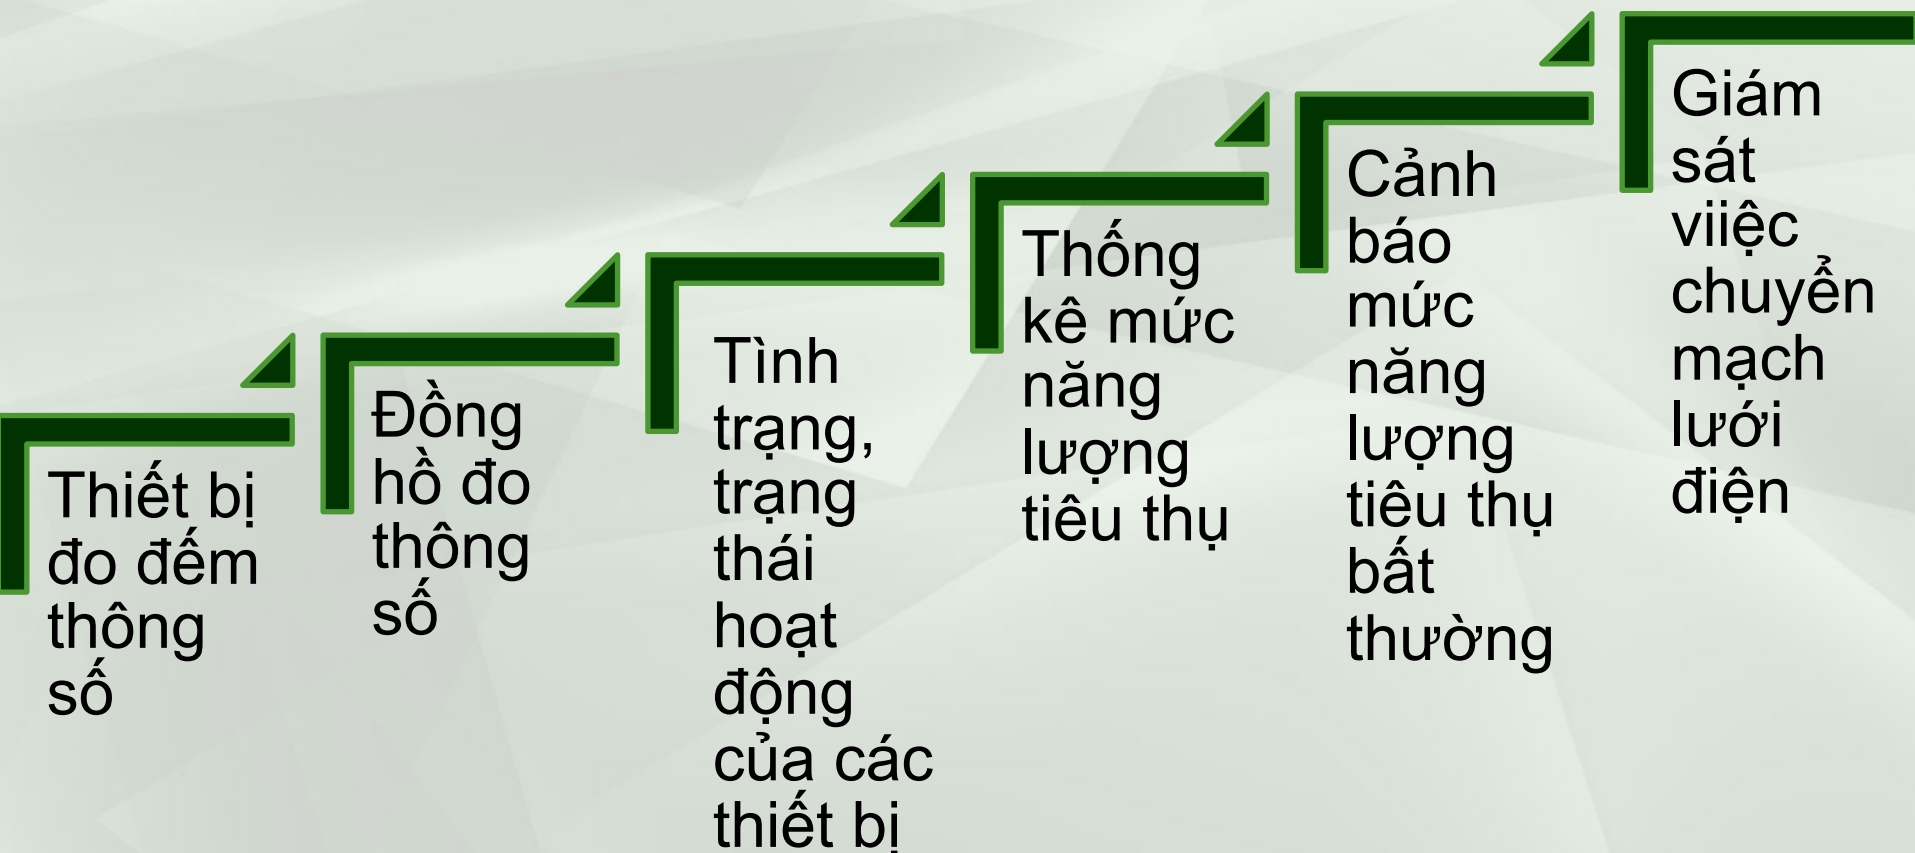 Thiết bị
đo đếm
thông
số
Đồng
hồ đo
thông
số
Tình
trạng,
trạng
thái
hoạt
động
của các
thiết bị
Thống
kê mức
năng
lượng
tiêu thụ
Cảnh
báo
mức
năng
lượng
tiêu thụ
bất
thường
Giám
sát
viiệc
chuyển
mạch
lưới
điện